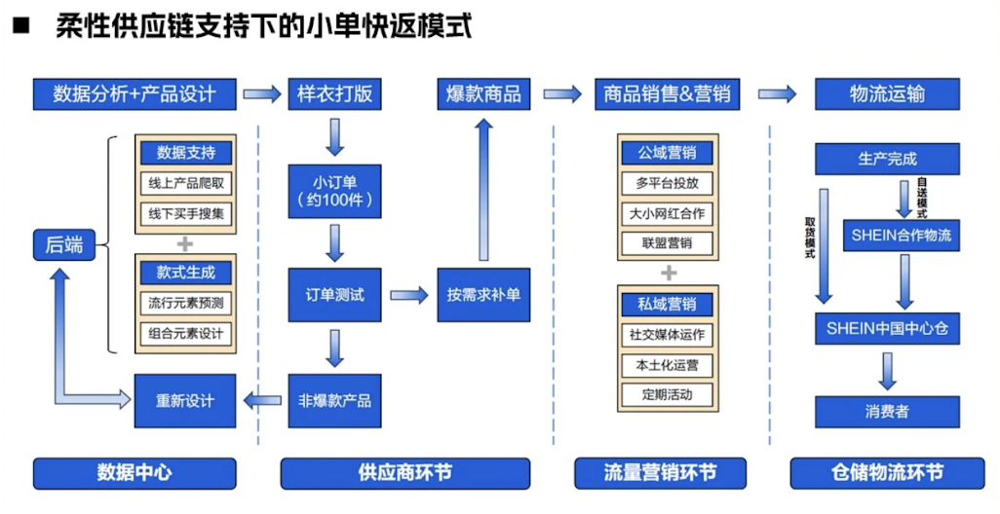 柔性供应链支持下的小单快返模式
数据分析+产品设计
样衣打版
爆款商品
商品销售&营销
物流运输
后端
数据支持
线上产品爬取
线下买手搜集
+
款式生成
流行元素预测
组合元素设计
重新设计
小订单
（约100件）
订单测试
非爆款产品
按需求补单
公域营销
多平台投放
大小网红合作
联盟营销
+
私域营销
社交媒体运作
本土化运营
定期活动
生产完成
自送模式
取货模式
SHEIN合作物流
SHEIN中国中心仓
消费者
数据中心
供应商环节
流量营销环节
仓储物流环节